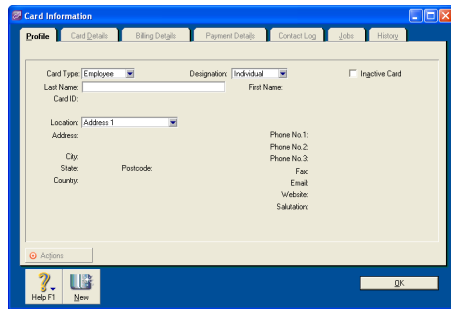 Card Information
Profile Card Details Billing Details Payment Details Contact Log Jobs History
Card Type: Employee Designation: Individual Inactive Card
Last Name: First Name:
Card ID:
Location: Address 1
Address: Phone No.1:
Phone No.2:
City: Phone No.3:
State: Postcode: Fax:
Country: Email:
Website:
Salutation:
Actions
Help F1 New OK